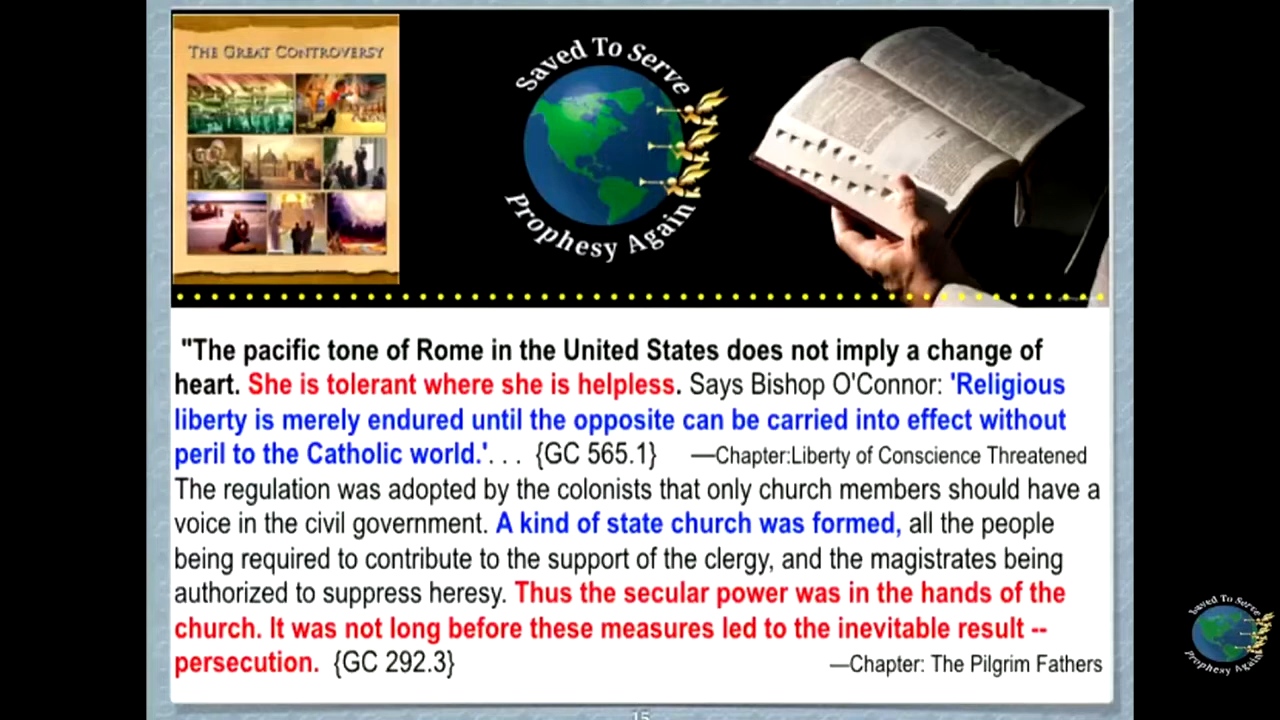 THE GREAT CONTROVERSY
Saved To Serve
Prophesy Again
"The pacific tone of Rome in the United States does not imply a change of
heart. She is tolerant where she is helpless. Says Bishop O'Connor: 'Religious
liberty is merely endured until the opposite can be carried into effect without
peril to the Catholic world.'. . . {GC 565.1} —Chapter:Liberty of Conscience Threatened
The regulation was adopted by the colonists that only church members should have a
voice in the civil government. A kind of state church was formed, all the people
being required to contribute to the support of the clergy, and the magistrates being
authorized to suppress heresy. Thus the secular power was in the hands of the
church. It was not long before these measures led to the inevitable result --
persecution. {GC 292.3} —Chapter: The Pilgrim Fathers
15
Saved To Serve
Prophesy Again